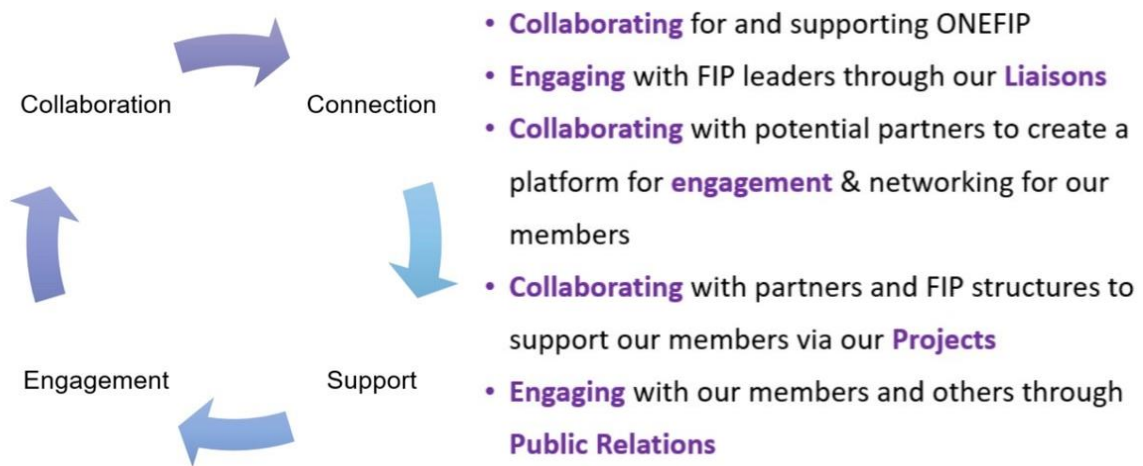 Collaboration
Connection
Support
Engagement
• Collaborating for and supporting ONEFIP
• Engaging with FIP leaders through our Liaisons
• Collaborating with potential partners to create a
platform for engagement & networking for our
members
• Collaborating with partners and FIP structures to
support our members via our Projects
• Engaging with our members and others through
Public Relations